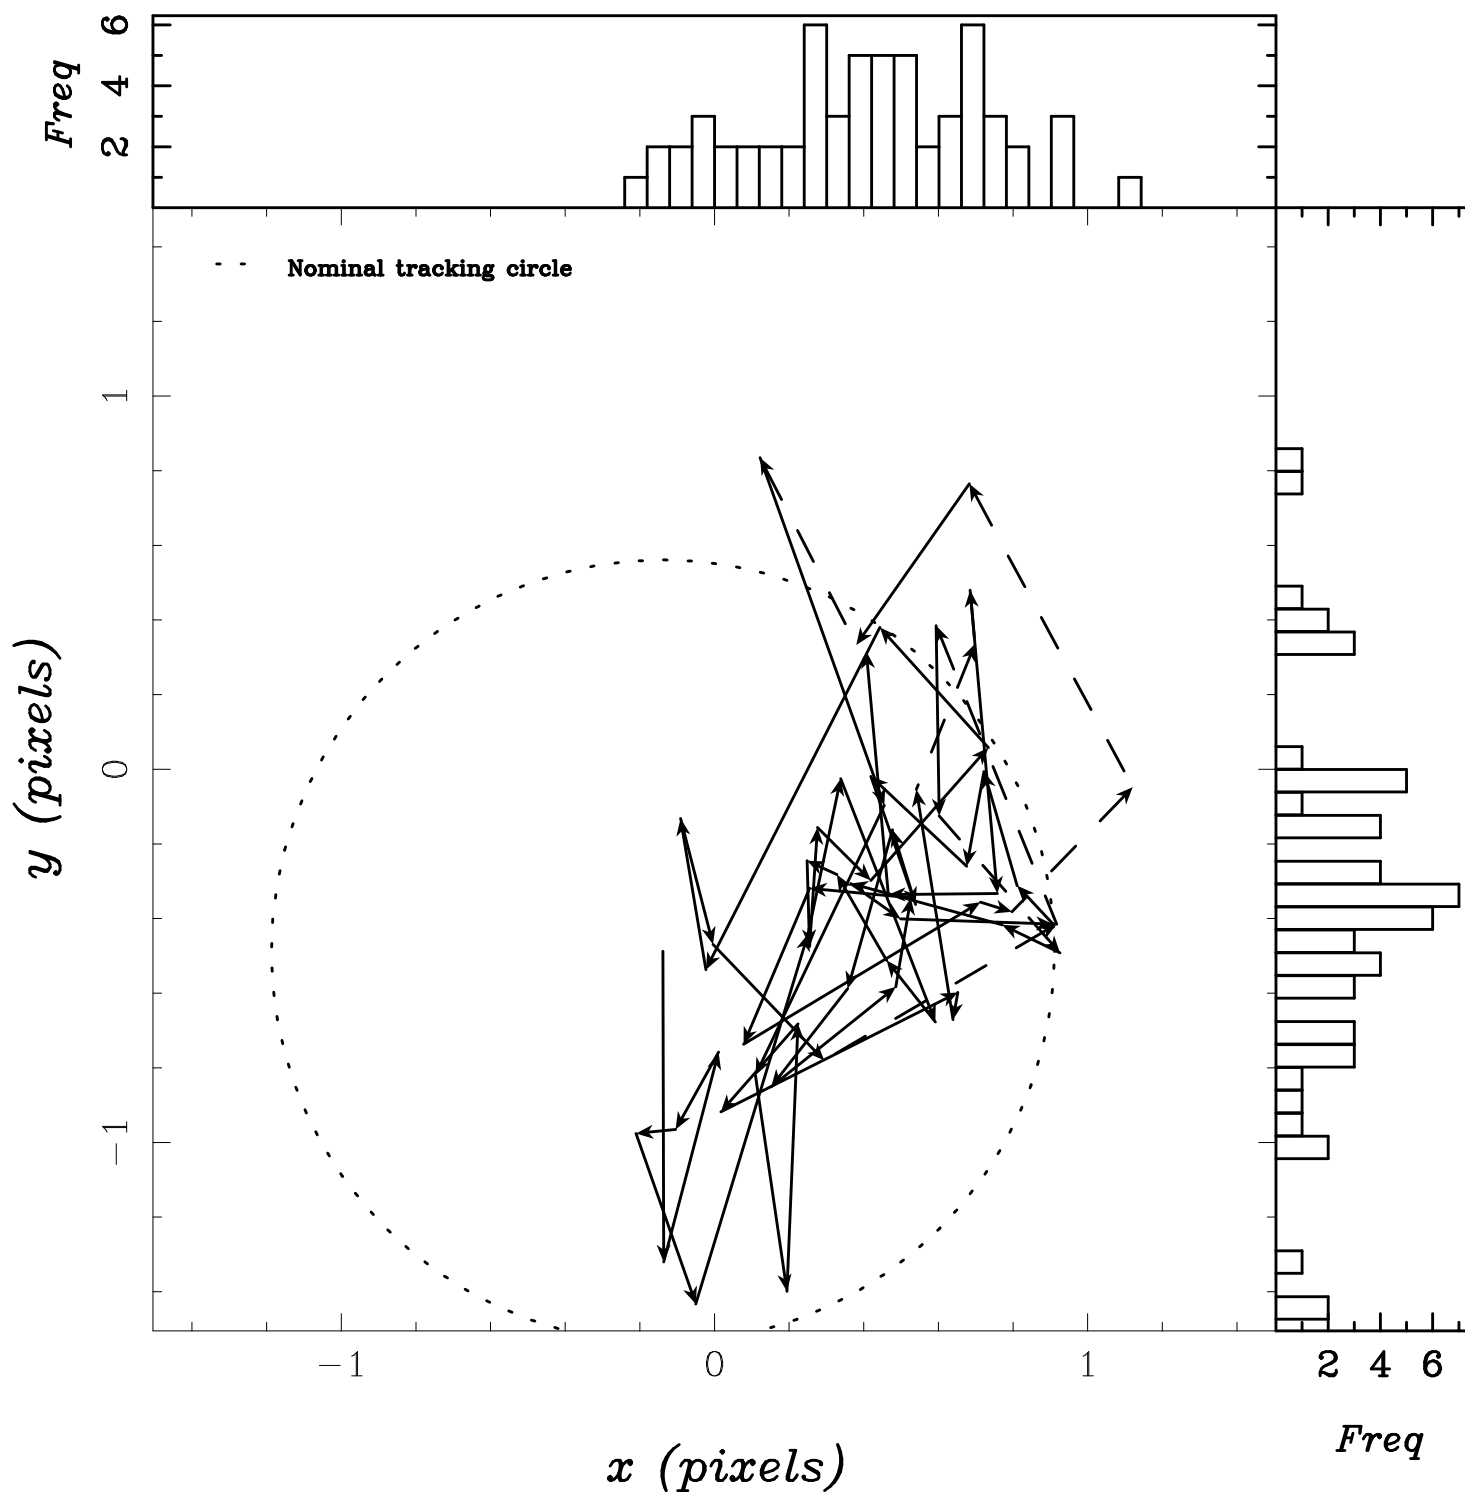 Freq
6
4
2
Nominal tracking circle
2 4 6
Freq
y (pixels)
1
0
−1
−1 0 1
x (pixels)